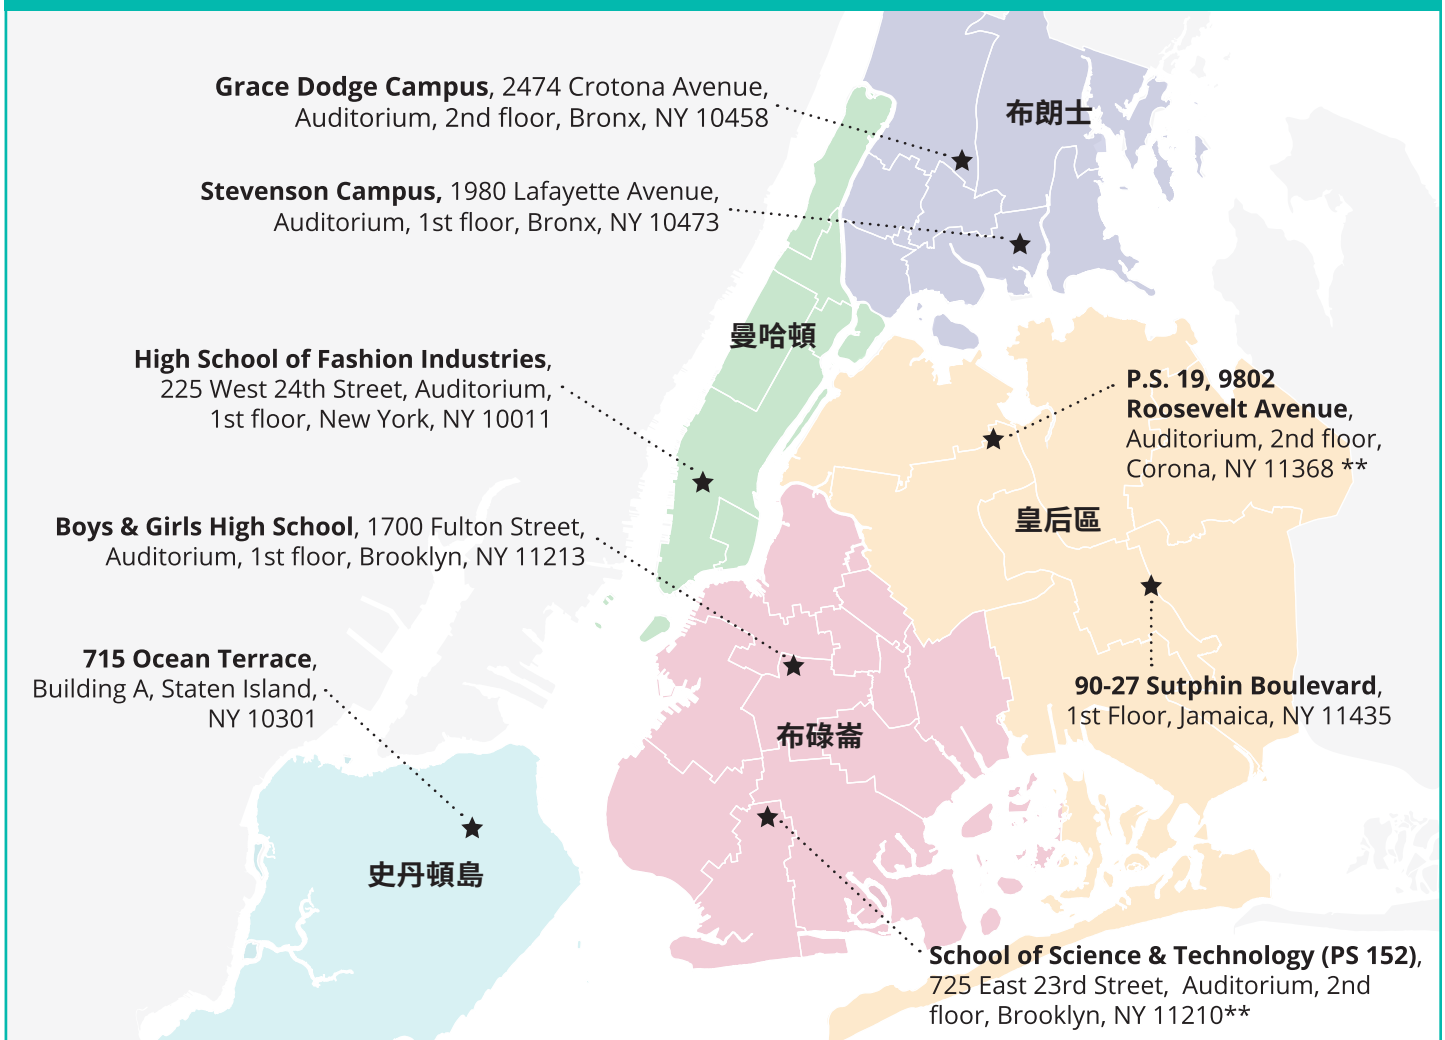 Grace Dodge Campus, 2474 Crotona Avenue,
Auditorium, 2nd floor, Bronx, NY 10458
布朗士
Stevenson Campus, 1980 Lafayette Avenue,
Auditorium, 1st floor, Bronx, NY 10473
曼哈頓
High School of Fashion Industries,
225 West 24th Street, Auditorium,
1st floor, New York, NY 10011
P.S. 19, 9802
Roosevelt Avenue,
Auditorium, 2nd floor,
Corona, NY 11368 **
皇后區
Boys & Girls High School, 1700 Fulton Street,
Auditorium, 1st floor, Brooklyn, NY 11213
715 Ocean Terrace,
Building A, Staten Island,
NY 10301
90-27 Sutphin Boulevard,
1st Floor, Jamaica, NY 11435
布碌崙
史丹頓島
School of Science & Technology (PS 152),
725 East 23rd Street, Auditorium, 2nd
floor, Brooklyn, NY 11210**